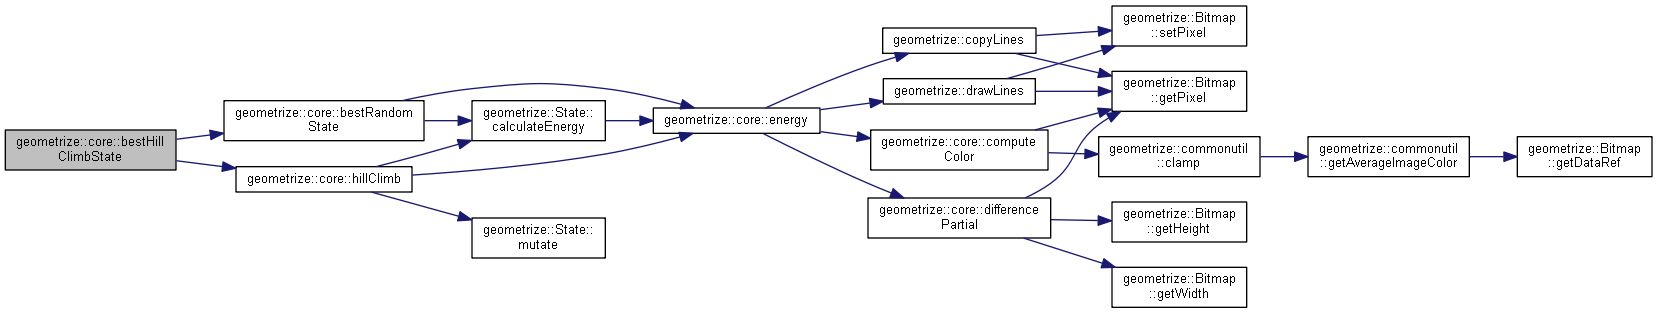 geometrize::core::bestHill
ClimbState
geometrize::core::bestRandom
State
geometrize::core::hillClimb
geometrize::State::
calculateEnergy
geometrize::State::
mutate
geometrize::core::energy
geometrize::copyLines
geometrize::drawLines
geometrize::core::compute
Color
geometrize::core::difference
Partial
geometrize::Bitmap
::setPixel
geometrize::Bitmap
::getPixel
geometrize::commonutil
::clamp
geometrize::Bitmap
::getHeight
geometrize::Bitmap
::getWidth
geometrize::commonutil
::getAverageImageColor
geometrize::Bitmap
::getDataRef